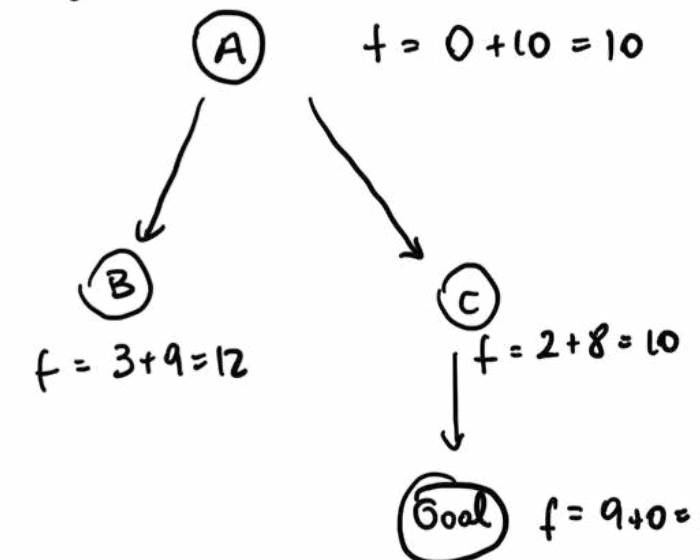 A f = 0 + 10 = 10
B
C
f = 3 + 9 = 12
f = 2 + 8 = 10
Goal f = 9 + 0 =